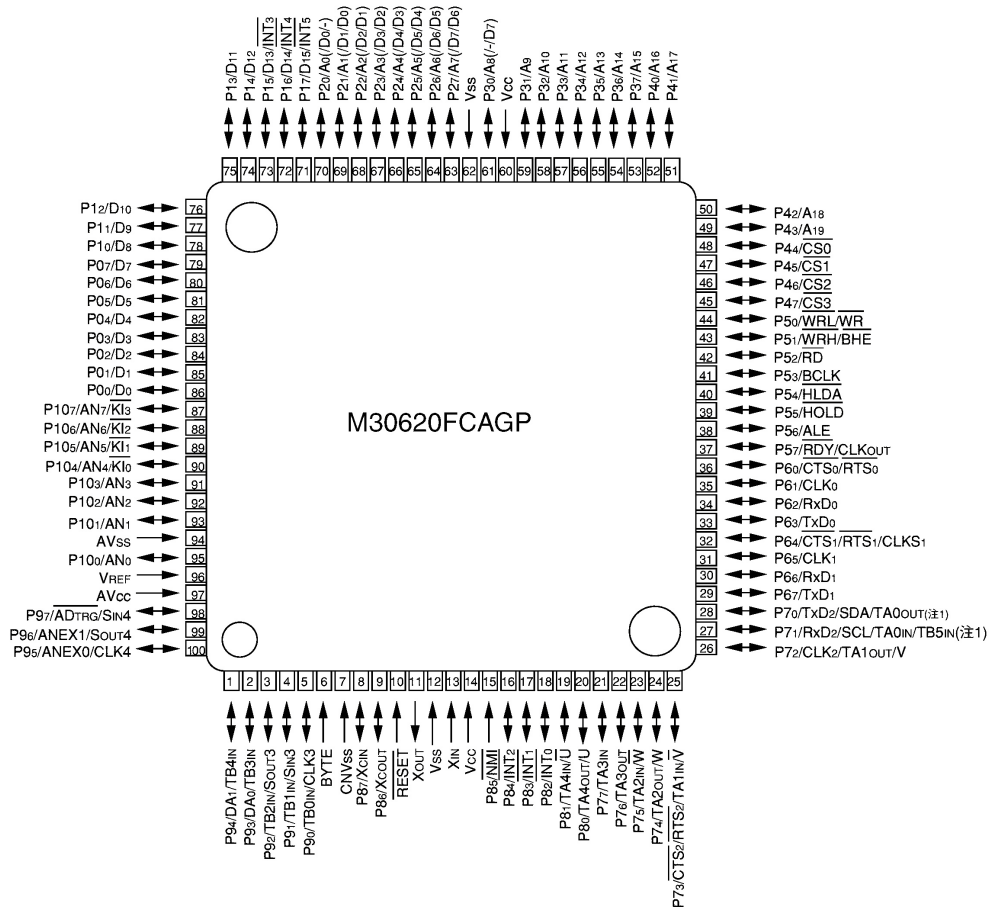 P13/D11
P14/D12
P15/D13/INT3
P16/D14/INT4
P17/D15/INT5
P20/A0(/D0/-)
P21/A1(/D1/D0)
P22/A2(/D2/D1)
P23/A3(/D3/D2)
P24/A4(/D4/D3)
P25/A5(/D5/D4)
P26/A6(/D6/D5)
P27/A7(/D7/D6)
Vss
P30/A8(/-/D7)
Vcc
P31/A9
P32/A10
P33/A11
P34/A12
P35/A13
P36/A14
P37/A15
P40/A16
P41/A17
75 74 73 72 71 70 69 68 67 66 65 64 63 62 61 60 59 58 57 56 55 54 53 52 51
P12/D10 76
P11/D9 77
P10/D8 78
P07/D7 79
P06/D6 80
P05/D5 81
P04/D4 82
P03/D3 83
P02/D2 84
P01/D1 85
P00/D0 86
P107/AN7/KI3 87
P106/AN6/KI2 88
P105/AN5/KI1 89
P104/AN4/KI0 90
P103/AN3 91
P102/AN2 92
P101/AN1 93
AVSS 94
P100/AN0 95
VREF 96
AVcc 97
P97/ADTRG/SIN4 98
P96/ANEX1/SOUT4 99
P95/ANEX0/CLK4 100
M30620FCAGP
50 P42/A18
49 P43/A19
48 P44/CS0
47 P45/CS1
46 P46/CS2
45 P47/CS3
44 P50/WRL/WR
43 P51/WRH/BHE
42 P52/RD
41 P53/BCLK
40 P54/HLDA
39 P55/HOLD
38 P56/ALE
37 P57/RDY/CLKOUT
36 P60/CTS0/RTS0
35 P61/CLK0
34 P62/RxD0
33 P63/TxD0
32 P64/CTS1/RTS1/CLKS1
31 P65/CLK1
30 P66/RxD1
29 P67/TxD1
28 P70/TxD2/SDA/TA0OUT(注1)
27 P71/RxD2/SCL/TA0IN/TB5IN(注1)
26 P72/CLK2/TA1OUT/V
1 2 3 4 5 6 7 8 9 10 11 12 13 14 15 16 17 18 19 20 21 22 23 24 25
P94/DA1/TB4IN
P93/DA0/TB3IN
P92/TB2IN/SOUT3
P91/TB1IN/SIN3
P90/TB0IN/CLK3
BYTE
CNVss
P87/XCIN
P86/XCOUT
RESET
XOUT
Vss
XIN
Vcc
P85/NMI
P84/INT2
P83/INT1
P82/INT0
P81/TA4IN/U
P80/TA4OUT/U
P77/TA3IN
P76/TA3OUT
P75/TA2IN/W
P74/TA2OUT/W
P73/CTS2/RTS2/TA1IN/V